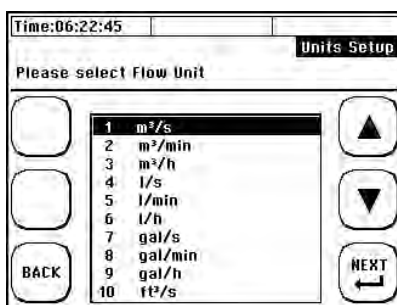 Time:06:22:45
Units Setup
Please select Flow Unit
1 m³/s
2 m³/min
3 m³/h
4 l/s
5 l/min
6 l/h
7 gal/s
8 gal/min
9 gal/h
10 ft³/s
BACK
NEXT